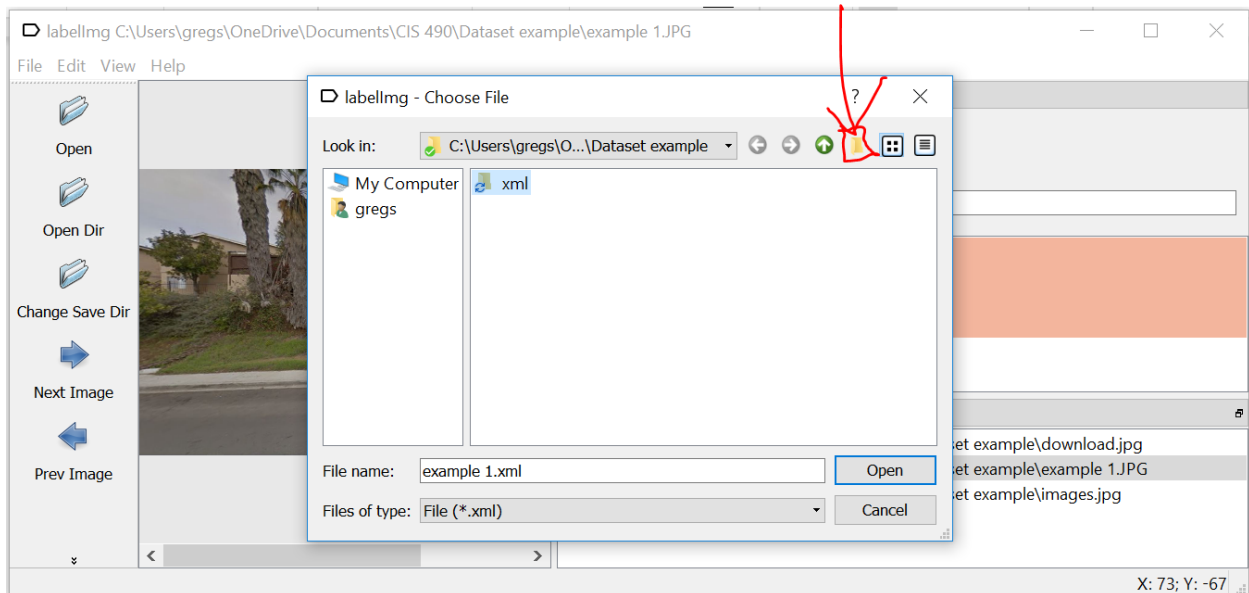 labelImg C:\Users\gregs\OneDrive\Documents\CIS 490\Dataset example\example 1.JPG
File Edit View Help
Open
Open Dir
Change Save Dir
Next Image
Prev Image
labelImg - Choose File
?
Look in:
C:\Users\gregs\O...\Dataset example
My Computer
gregs
xml
File name:
example 1.xml
Open
Files of type:
File (*.xml)
Cancel
set example\download.jpg
set example\example 1.JPG
set example\images.jpg
X: 73; Y: -67